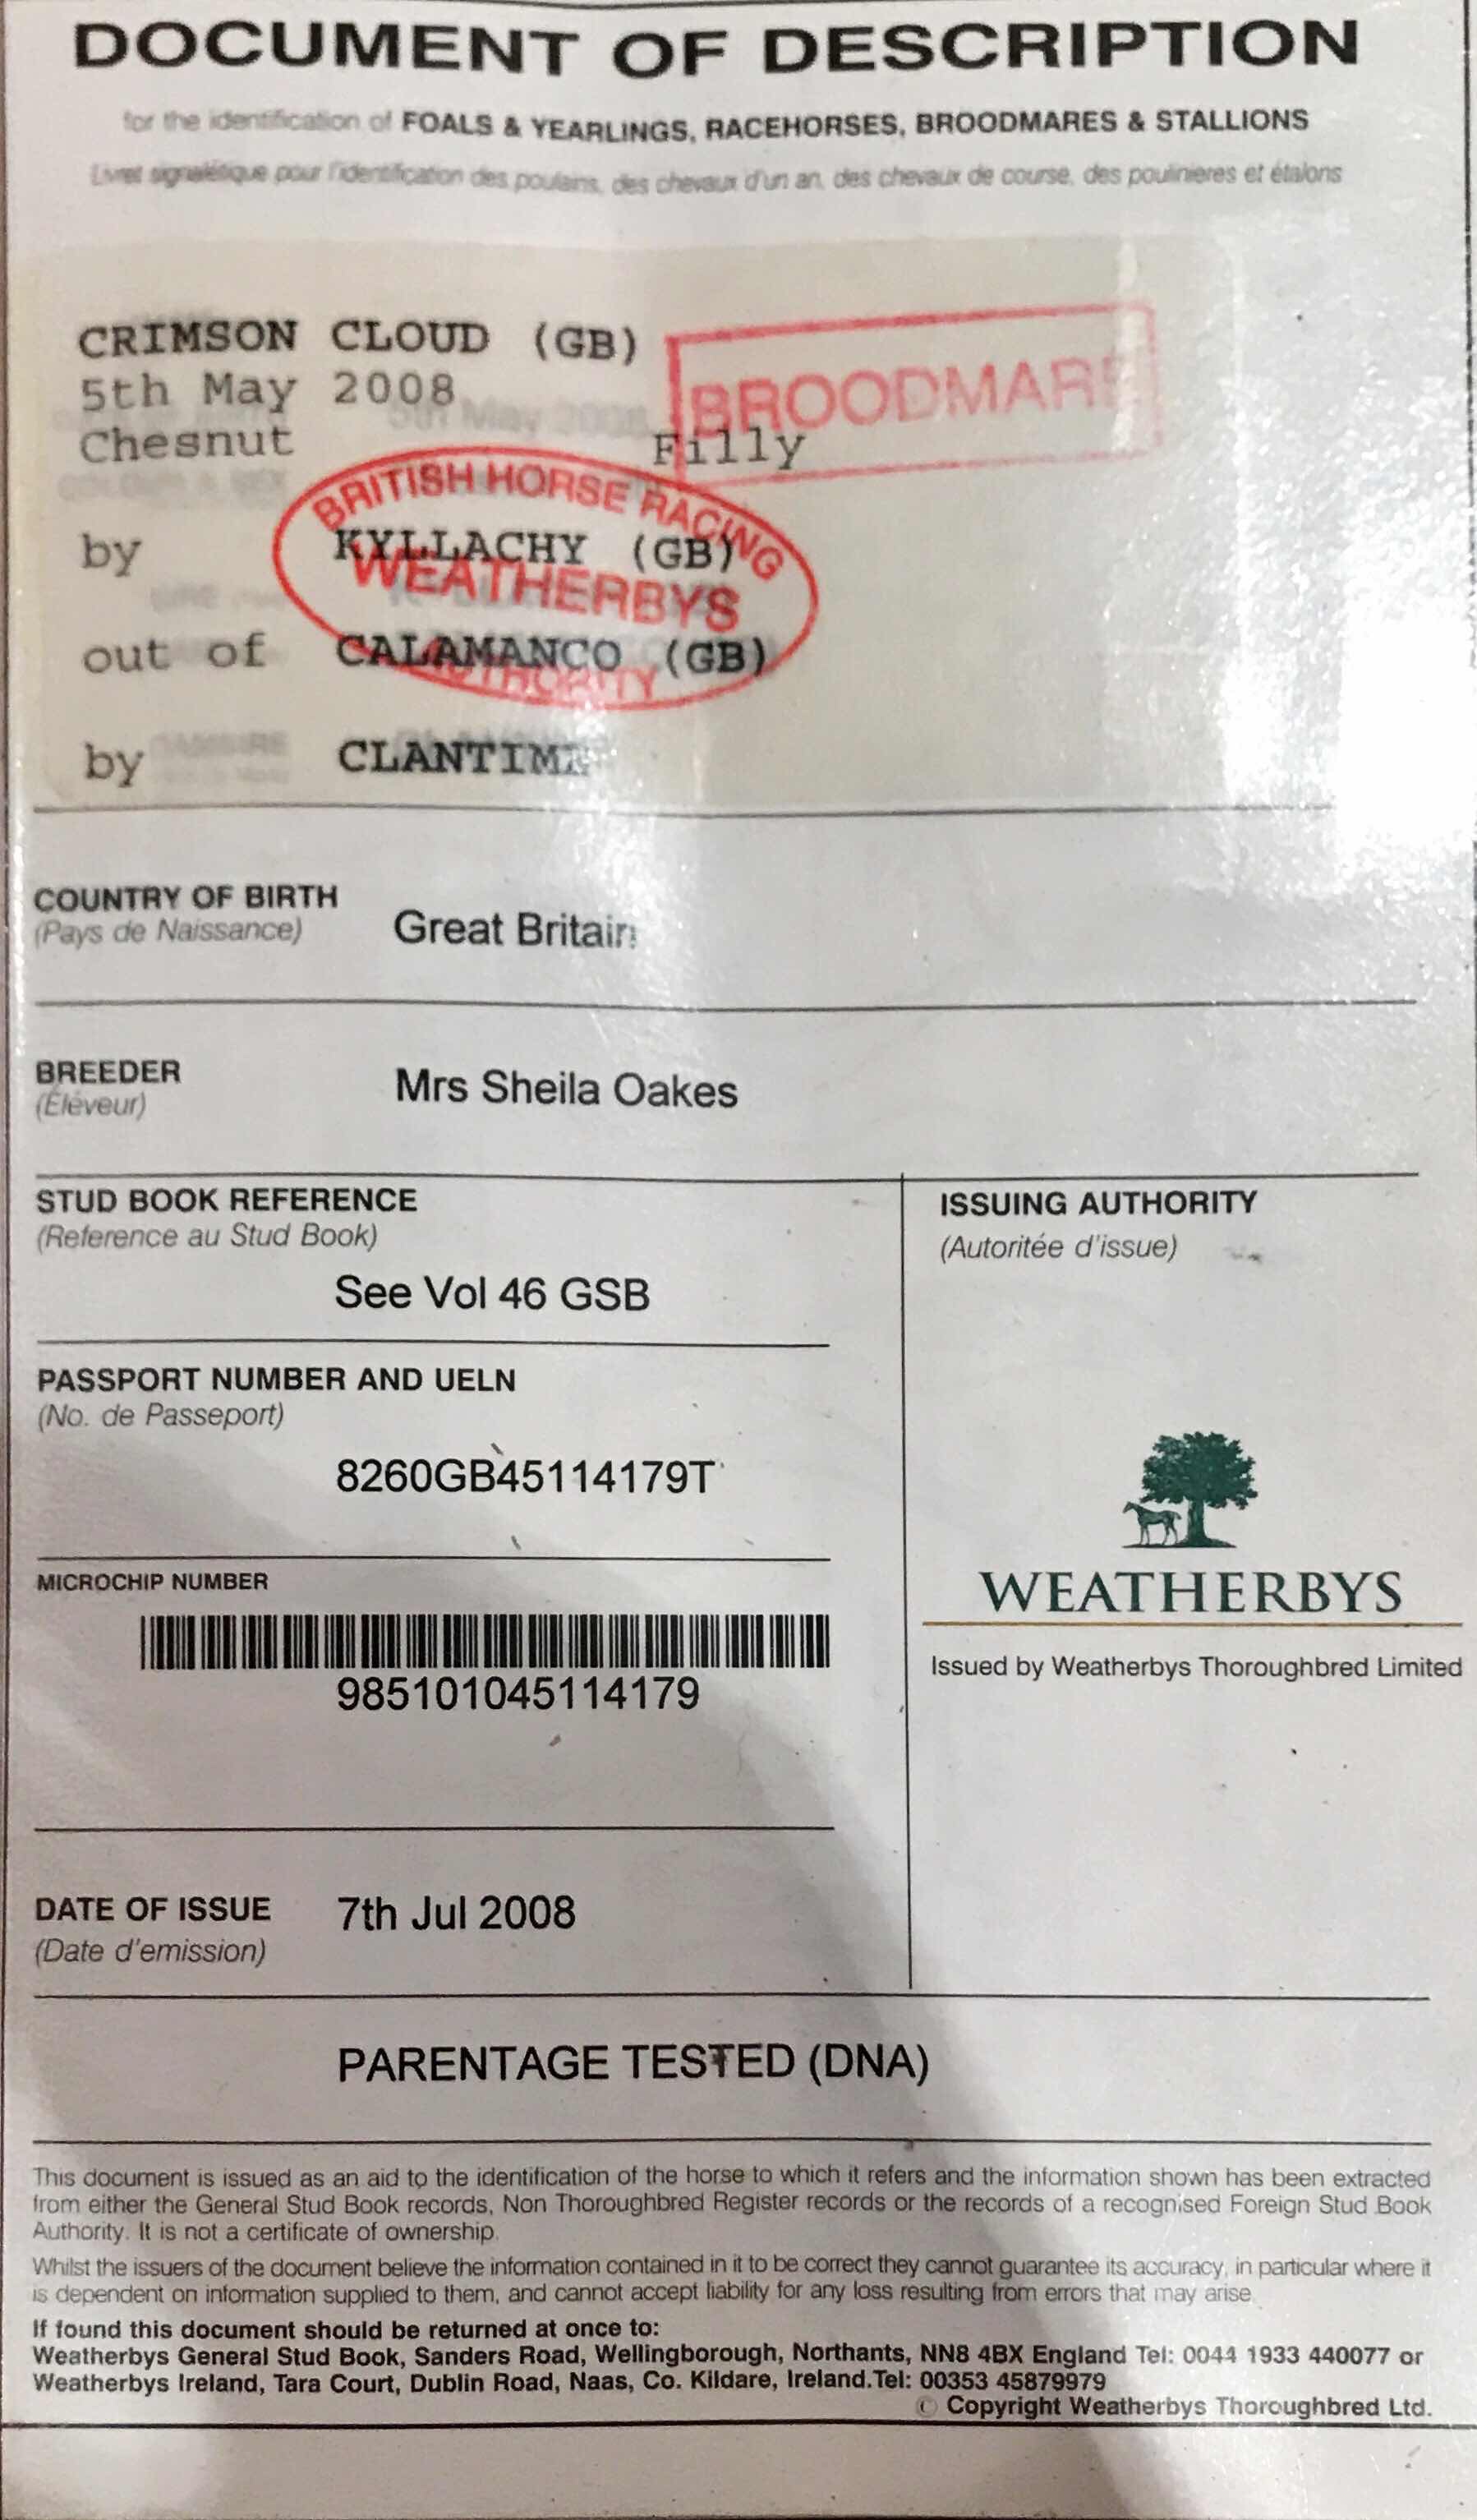 DOCUMENT OF DESCRIPTION
for the identification of FOALS & YEARLINGS, RACEHORSES, BROODMARES & STALLIONS
Livret signalétique pour l'identification des poulains, des chevaux d'un an, des chevaux de course, des poulinieres et étalons
CRIMSON CLOUD (GB)
BROODMARE
5th May 2008
Chesnut Filly
BRITISH HORSE RACING
by KYLLACHY (GB)
WEATHERBYS
out of CALAMANCO (GB)
AUTHORITY
by CLANTIME
COUNTRY OF BIRTH
(Pays de Naissance)
Great Britain
BREEDER
(Éléveur)
Mrs Sheila Oakes
STUD BOOK REFERENCE
(Reference au Stud Book)
See Vol 46 GSB
ISSUING AUTHORITY
(Autoritée d'issue)
PASSPORT NUMBER AND UELN
(No. de Passeport)
8260GB45114179T
MICROCHIP NUMBER
985101045114179
WEATHERBYS
Issued by Weatherbys Thoroughbred Limited
DATE OF ISSUE 7th Jul 2008
(Date d'emission)
PARENTAGE TESTED (DNA)
This document is issued as an aid to the identification of the horse to which it refers and the information shown has been extracted
from either the General Stud Book records, Non Thoroughbred Register records or the records of a recognised Foreign Stud Book
Authority. It is not a certificate of ownership.
Whilst the issuers of the document believe the information contained in it to be correct they cannot guarantee its accuracy, in particular where it
is dependent on information supplied to them, and cannot accept liability for any loss resulting from errors that may arise.
If found this document should be returned at once to:
Weatherbys General Stud Book, Sanders Road, Wellingborough, Northants, NN8 4BX England Tel: 0044 1933 440077 or
Weatherbys Ireland, Tara Court, Dublin Road, Naas, Co. Kildare, Ireland.Tel: 00353 45879979
© Copyright Weatherbys Thoroughbred Ltd.